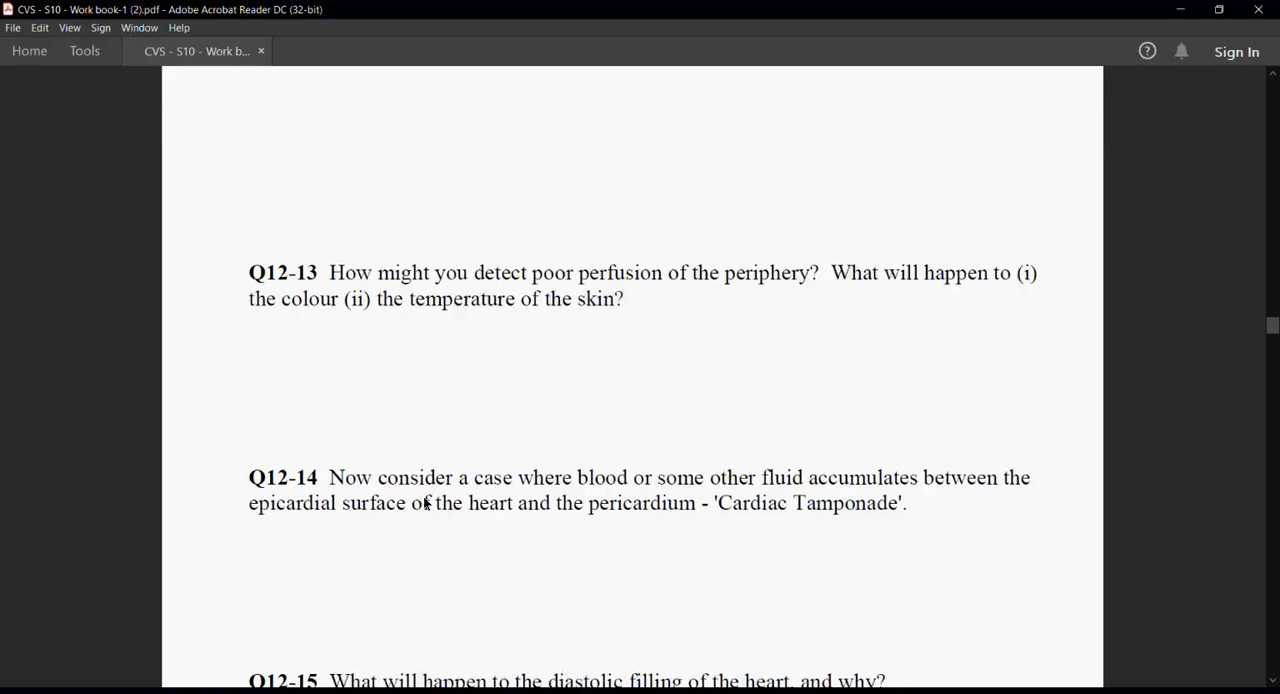 CVS - S10 - Work book-1 (2).pdf - Adobe Acrobat Reader DC (32-bit)
File Edit View Sign Window Help
Home Tools CVS - S10 - Work b... × Sign In
Q12-13 How might you detect poor perfusion of the periphery? What will happen to (i)
the colour (ii) the temperature of the skin?
Q12-14 Now consider a case where blood or some other fluid accumulates between the
epicardial surface of the heart and the pericardium - 'Cardiac Tamponade'.
Q12-15 What will happen to the diastolic filling of the heart, and why?